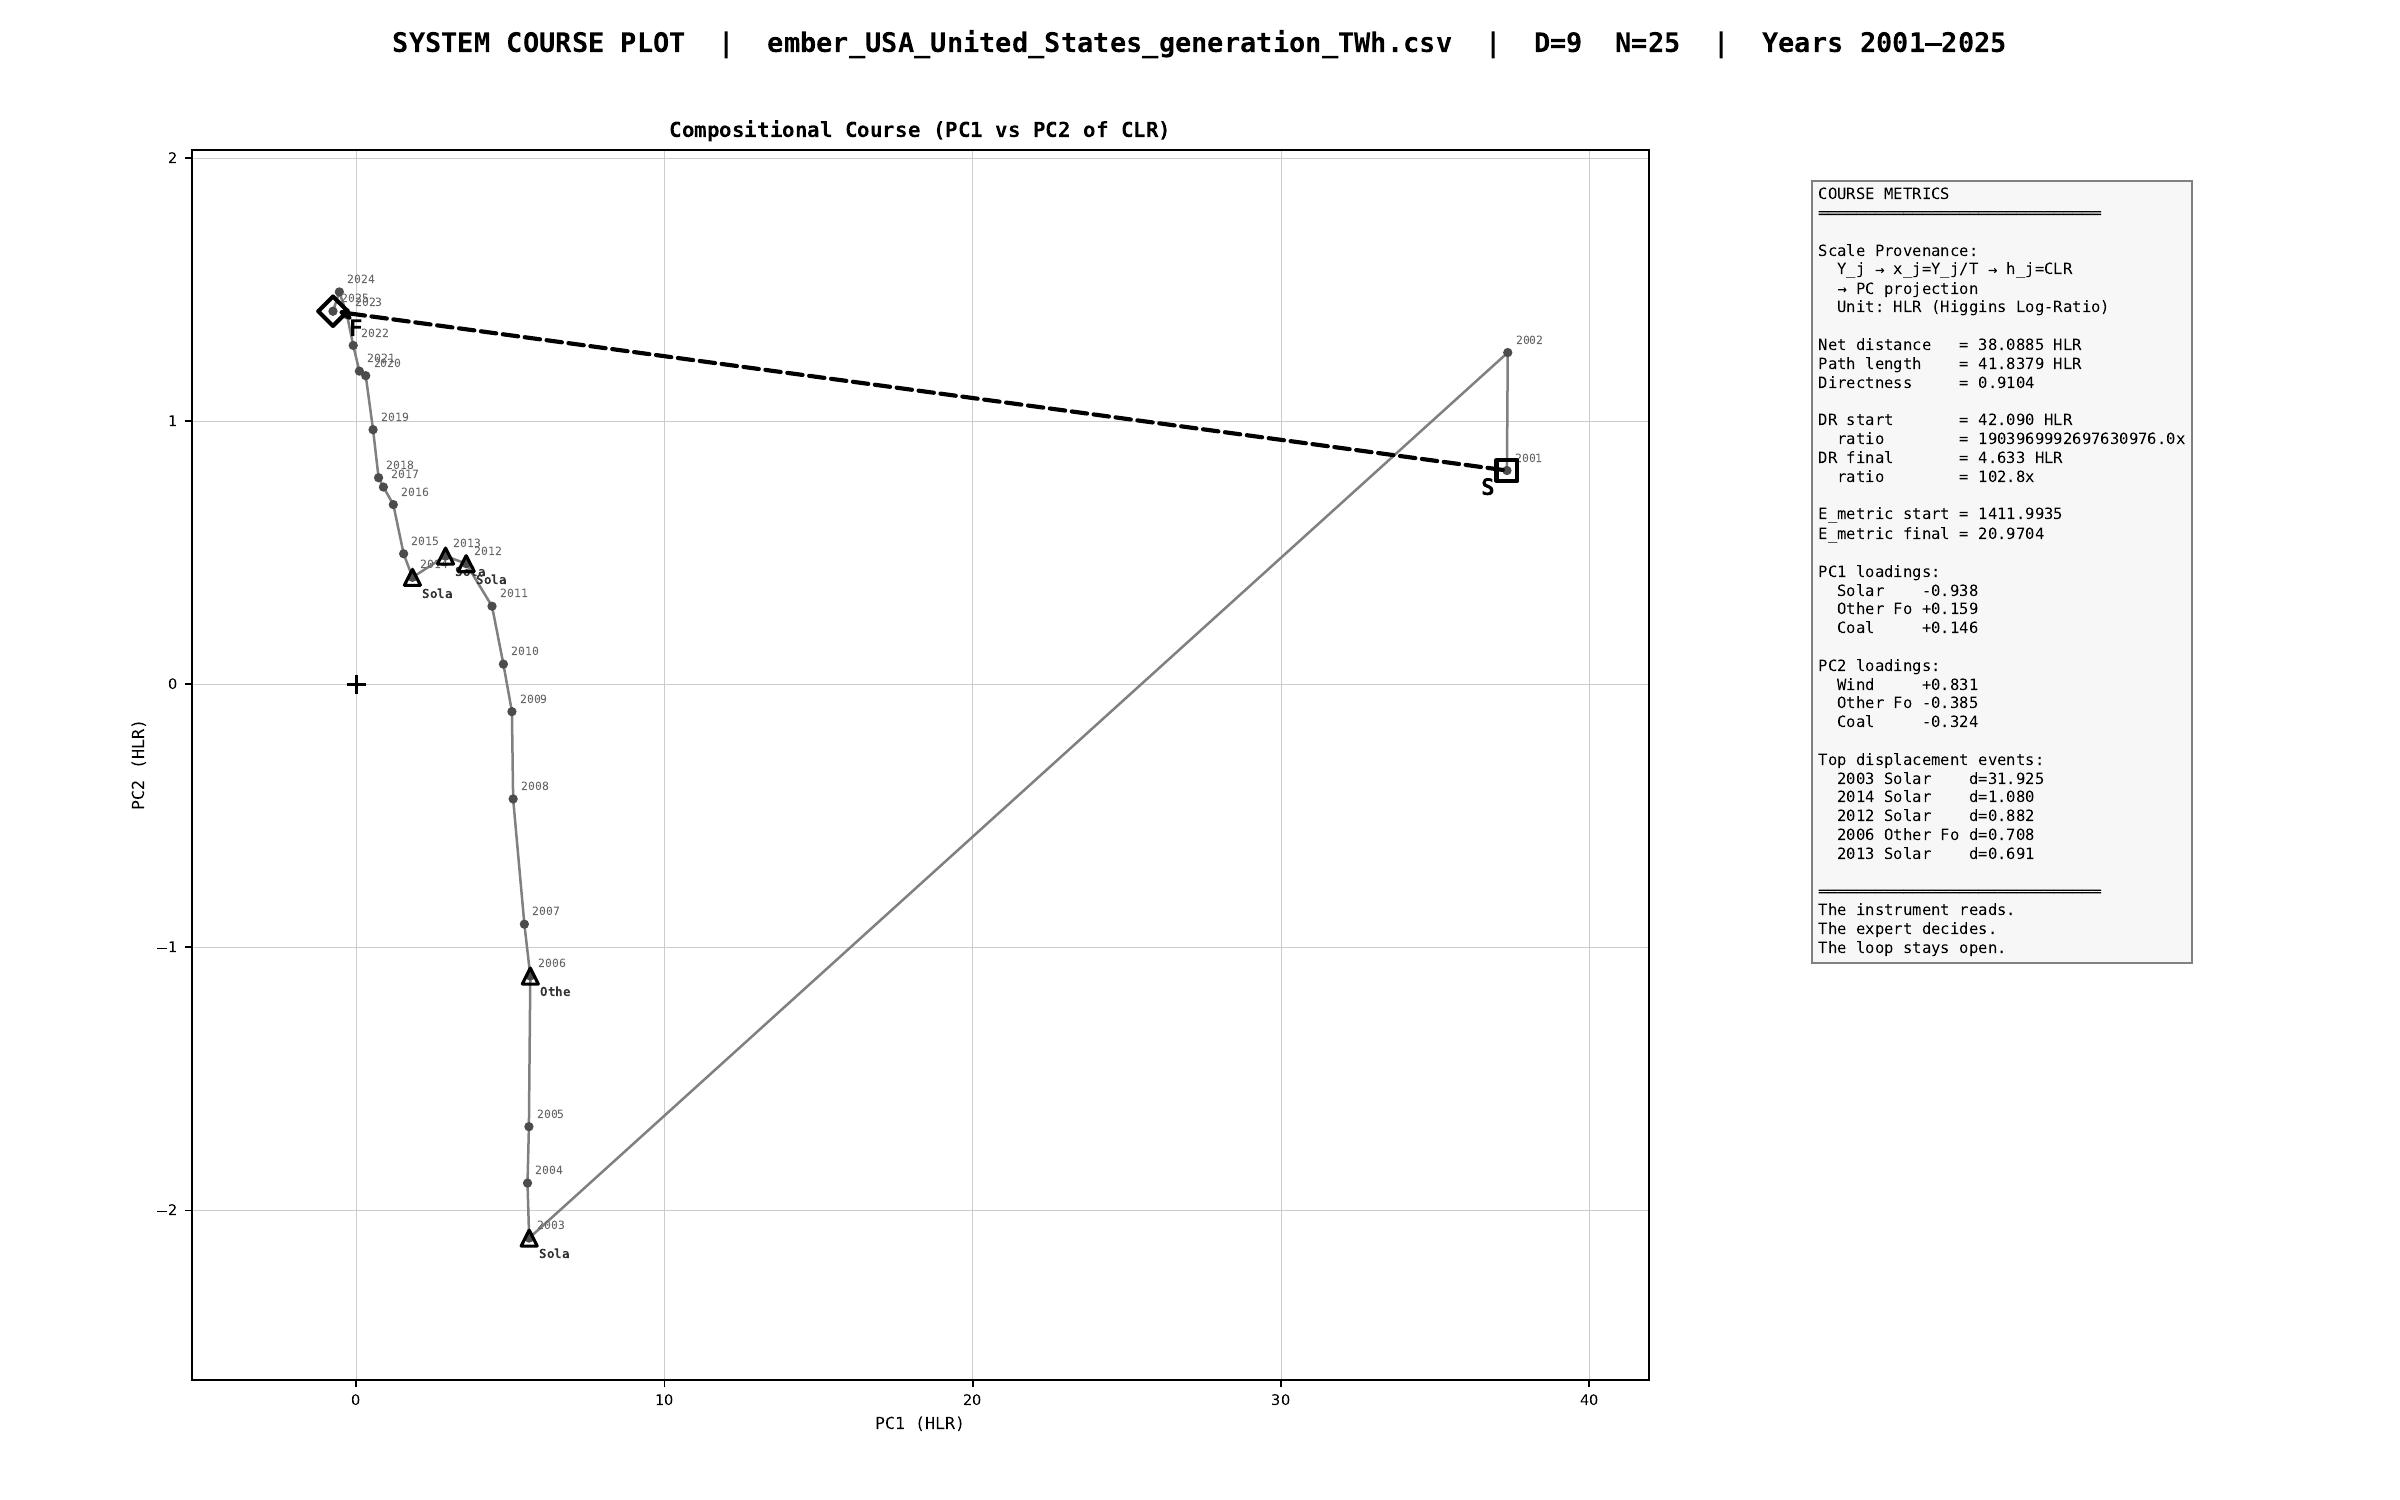 SYSTEM COURSE PLOT | ember_USA_United_States_generation_TWh.csv | D=9 N=25 | Years 2001–2025
Compositional Course (PC1 vs PC2 of CLR)
2
1
0
−1
−2
PC2 (HLR)
0
10
20
30
40
PC1 (HLR)
2024
2025
2023
F
2022
2021
2020
2019
2018
2017
2016
2015
2013
2012
2014
Sola
Sola
Sola
2011
2010
2009
2008
2007
2006
Othe
2005
2004
2003
Sola
2002
2001
S
COURSE METRICS
Scale Provenance:
Y_j → x_j=Y_j/T → h_j=CLR
→ PC projection
Unit: HLR (Higgins Log-Ratio)
Net distance = 38.0885 HLR
Path length = 41.8379 HLR
Directness = 0.9104
DR start = 42.090 HLR
ratio = 1903969992697630976.0x
DR final = 4.633 HLR
ratio = 102.8x
E_metric start = 1411.9935
E_metric final = 20.9704
PC1 loadings:
Solar -0.938
Other Fo +0.159
Coal +0.146
PC2 loadings:
Wind +0.831
Other Fo -0.385
Coal -0.324
Top displacement events:
2003 Solar d=31.925
2014 Solar d=1.080
2012 Solar d=0.882
2006 Other Fo d=0.708
2013 Solar d=0.691
The instrument reads.
The expert decides.
The loop stays open.